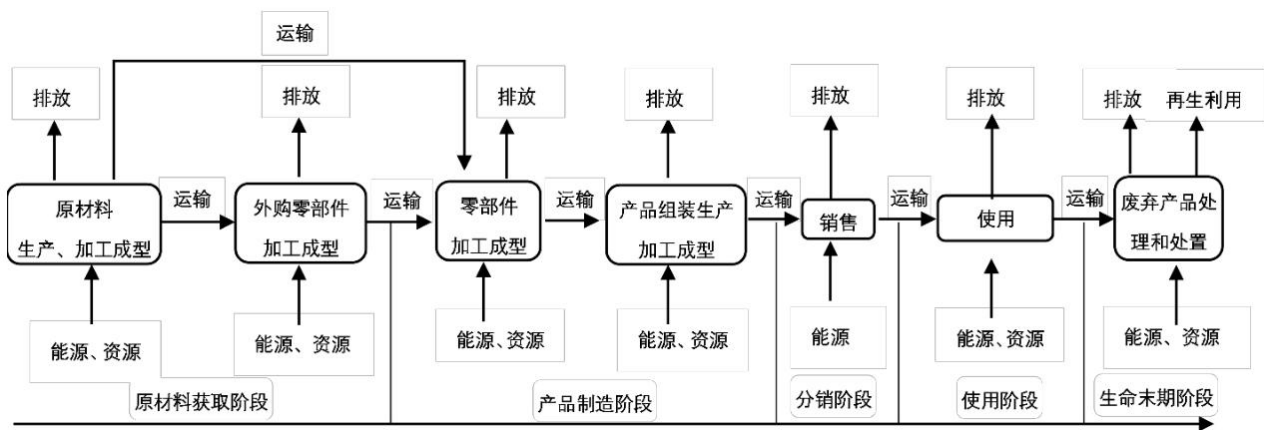 运输
排放
排放
排放
排放
排放
排放
排放
再生利用
原材料
生产、加工成型
运输
外购零部件
加工成型
运输
零部件
加工成型
运输
产品组装生产
加工成型
运输
销售
运输
使用
运输
废弃产品处
理和处置
能源、资源
能源、资源
能源、资源
能源、资源
能源
能源、资源
能源、资源
原材料获取阶段
产品制造阶段
分销阶段
使用阶段
生命末期阶段